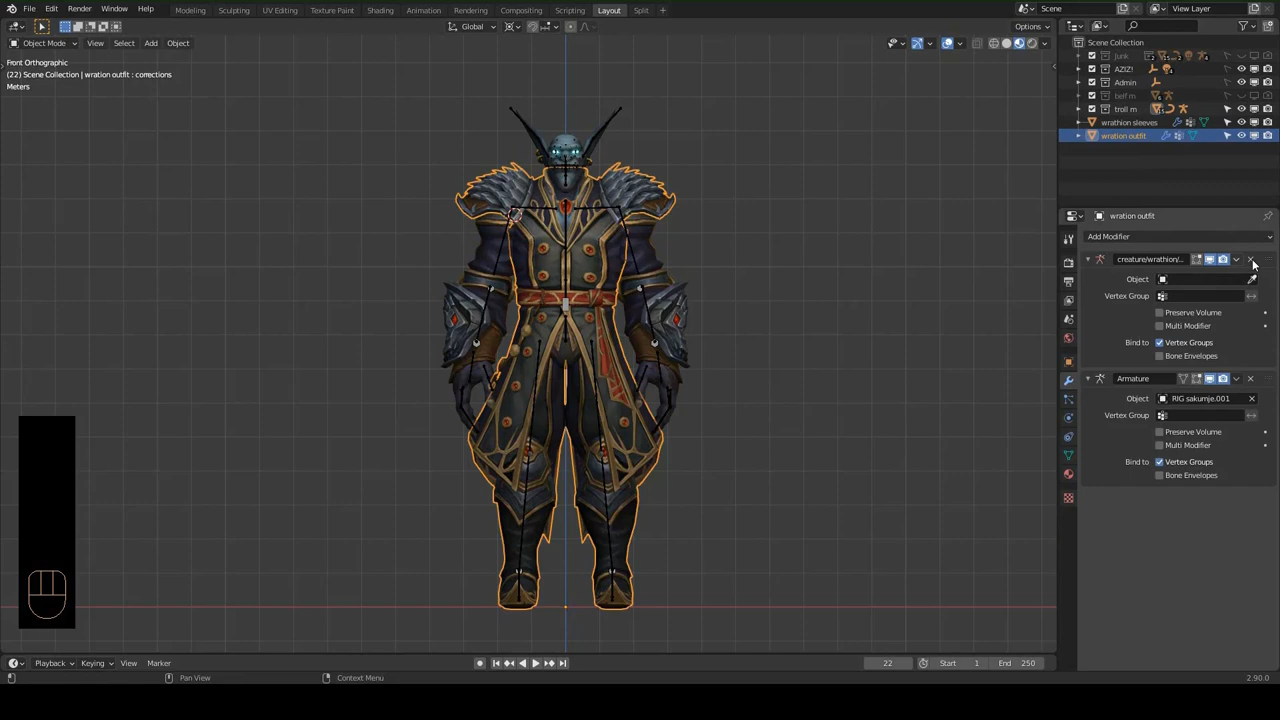 File Edit Render Window Help
Modeling Sculpting UV Editing Texture Paint Shading Animation Rendering Compositing Scripting Layout Split +
Scene
View Layer
Global
Options
Object Mode View Select Add Object
Front Orthographic
(22) Scene Collection | wration outfit : corrections
Meters
Scene Collection
Junk
AZIZ!
Admin
belf m
troll m
wrathion sleeves
wration outfit
wration outfit
Add Modifier
creature/wrathion/...
Object
Vertex Group
Preserve Volume
Multi Modifier
Bind to Vertex Groups
Bone Envelopes
Armature
Object RIG sakumje.001
Vertex Group
Preserve Volume
Multi Modifier
Bind to Vertex Groups
Bone Envelopes
Playback Keying View Marker
22 Start 1 End 250
Pan View Context Menu
2.90.0